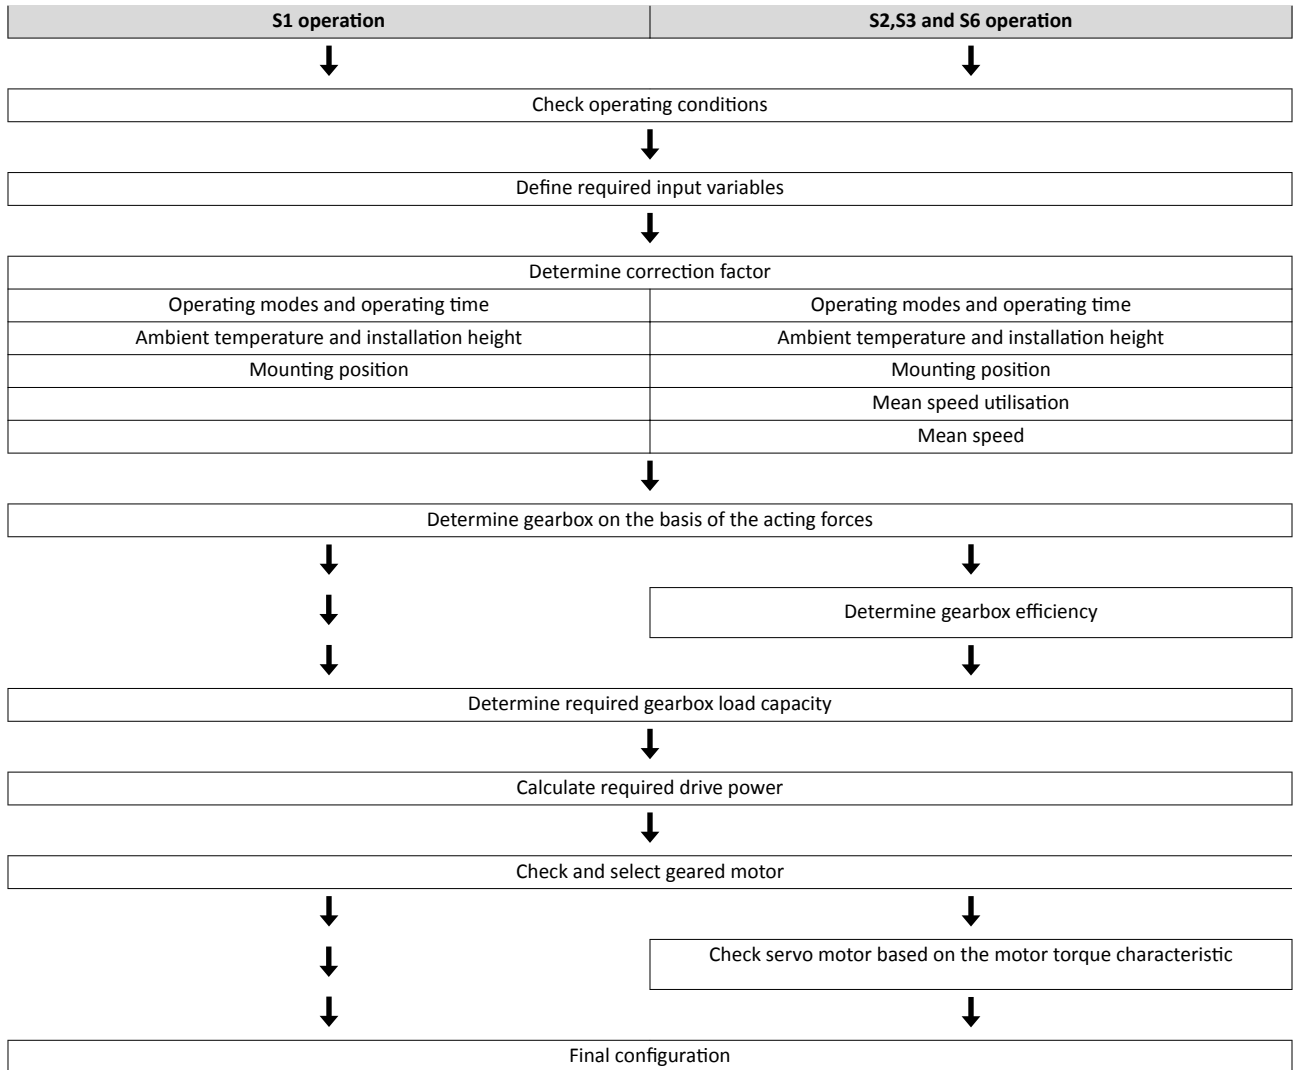 S1 operation
S2,S3 and S6 operation
Check operating conditions
Define required input variables
Determine correction factor
Operating modes and operating time
Operating modes and operating time
Ambient temperature and installation height
Ambient temperature and installation height
Mounting position
Mounting position
Mean speed utilisation
Mean speed
Determine gearbox on the basis of the acting forces
Determine gearbox efficiency
Determine required gearbox load capacity
Calculate required drive power
Check and select geared motor
Check servo motor based on the motor torque characteristic
Final configuration